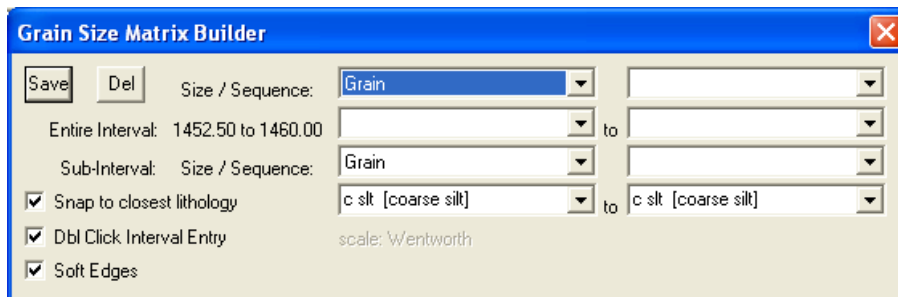 Grain Size Matrix Builder
Save Del Size / Sequence: Grain
Entire Interval: 1452.50 to 1460.00 to
Sub-Interval: Size / Sequence: Grain
Snap to closest lithology c slt [coarse silt] to c slt [coarse silt]
Dbl Click Interval Entry scale: Wentworth
Soft Edges